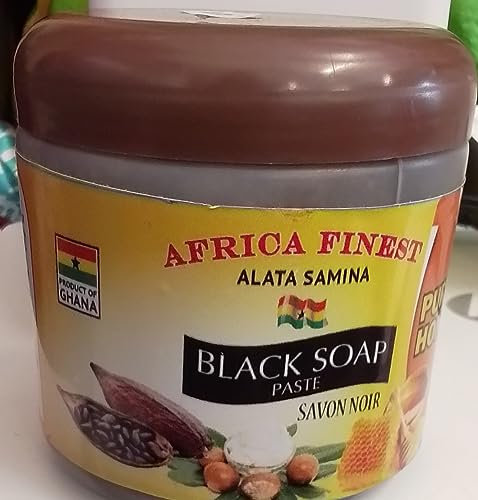 AFRICA FINEST
ALATA SAMINA
PRODUCT OF
GHANA
BLACK SOAP
PASTE
SAVON NOIR